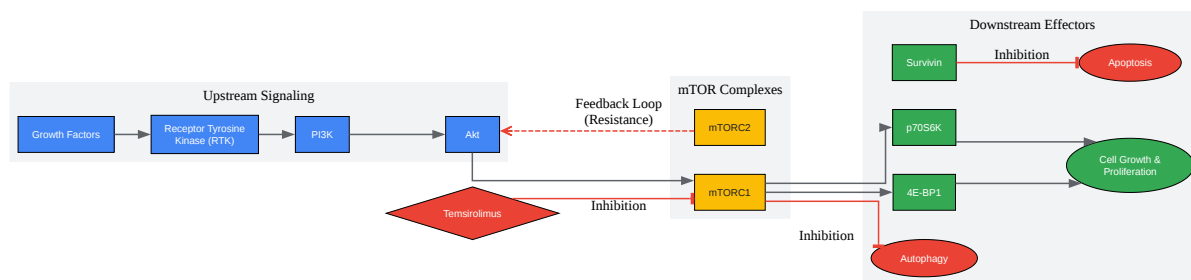 Downstream Effectors
Survivin
Inhibition
Apoptosis
Upstream Signaling
mTOR Complexes
Feedback Loop
(Resistance)
Growth Factors
Receptor Tyrosine
Kinase (RTK)
PI3K
Akt
mTORC2
p70S6K
Cell Growth &
Proliferation
Temsirolimus
Inhibition
mTORC1
4E-BP1
Inhibition
Autophagy